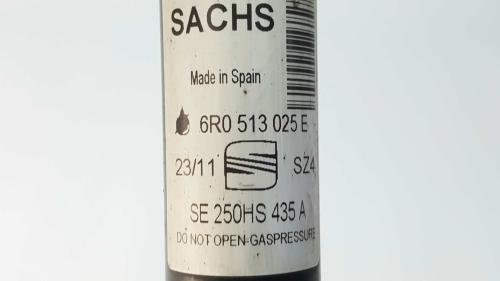 SACHS
Made in Spain
6R0 513 025 E
23/11 SZ4
SE 250HS 435 A
DO NOT OPEN-GASPRESSURE